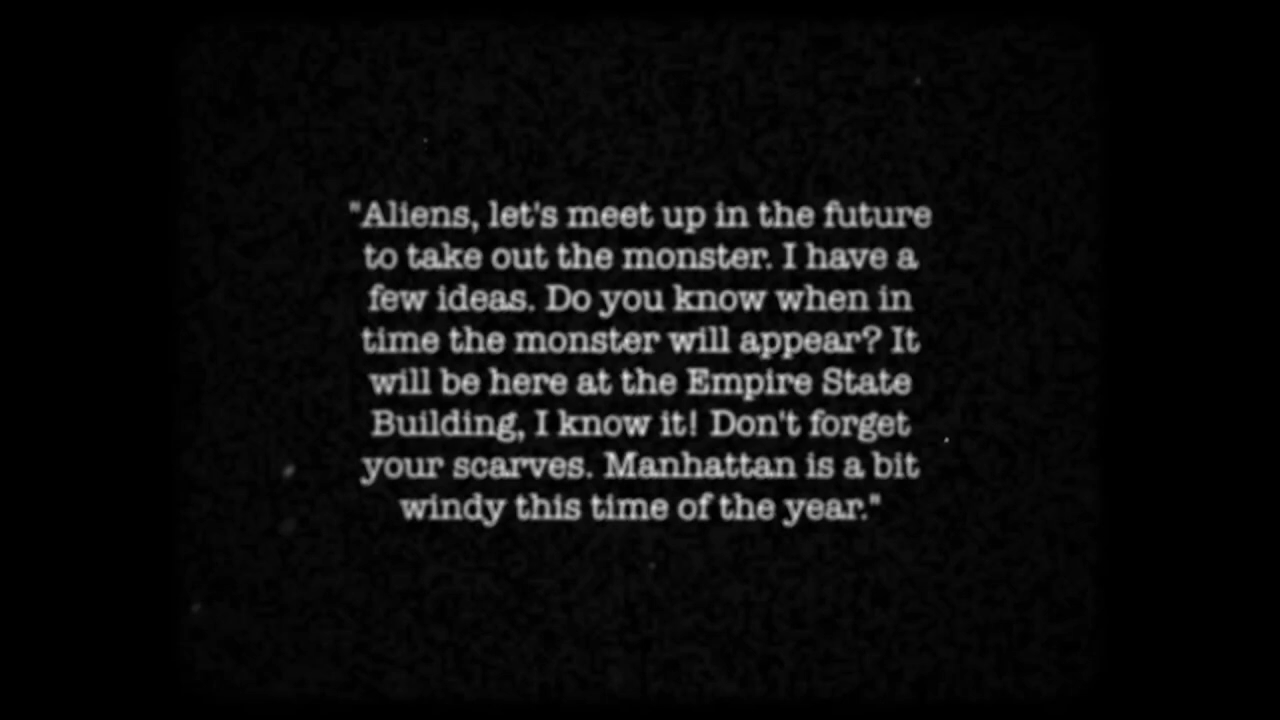 "Aliens, let's meet up in the future
to take out the monster. I have a
few ideas. Do you know when in
time the monster will appear? It
will be here at the Empire State
Building, I know it! Don't forget
your scarves. Manhattan is a bit
windy this time of the year."